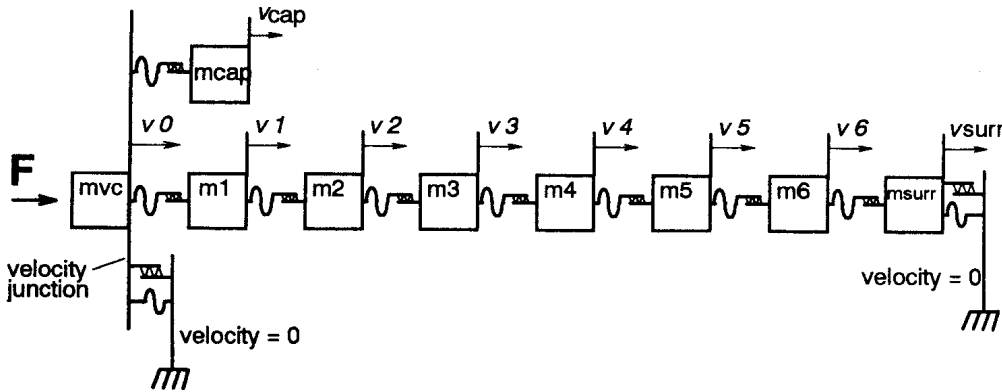 vcap
mcap
v0 v1 v2 v3 v4 v5 v6 vsurr
F
mvc m1 m2 m3 m4 m5 m6 msurr
velocity
junction
velocity = 0
velocity = 0